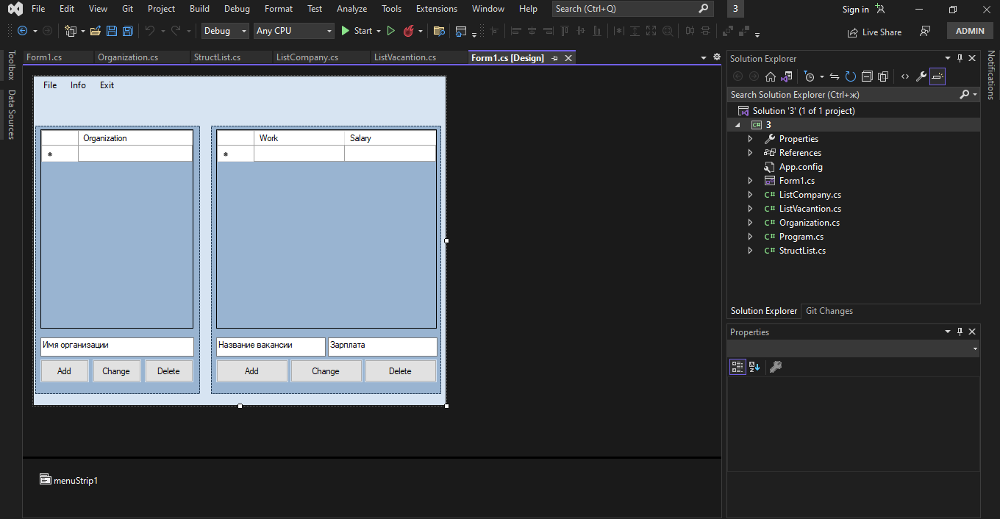 File Edit View Git Project Build Debug Format Test Analyze Tools Extensions Window Help Search (Ctrl+Q) 3 Sign in
Debug Any CPU Start Live Share ADMIN
Toolbox
Data Sources
Form1.cs Organization.cs StructList.cs ListCompany.cs ListVacantion.cs Form1.cs [Design]
File Info Exit
Organization
Work Salary
Имя организации
Название вакансии Зарплата
Add Change Delete
Add Change Delete
menuStrip1
Solution Explorer
Search Solution Explorer (Ctrl+ж)
Solution '3' (1 of 1 project)
C# 3
Properties
References
App.config
Form1.cs
C# ListCompany.cs
C# ListVacantion.cs
C# Organization.cs
C# Program.cs
C# StructList.cs
Solution Explorer Git Changes
Properties
Notifications